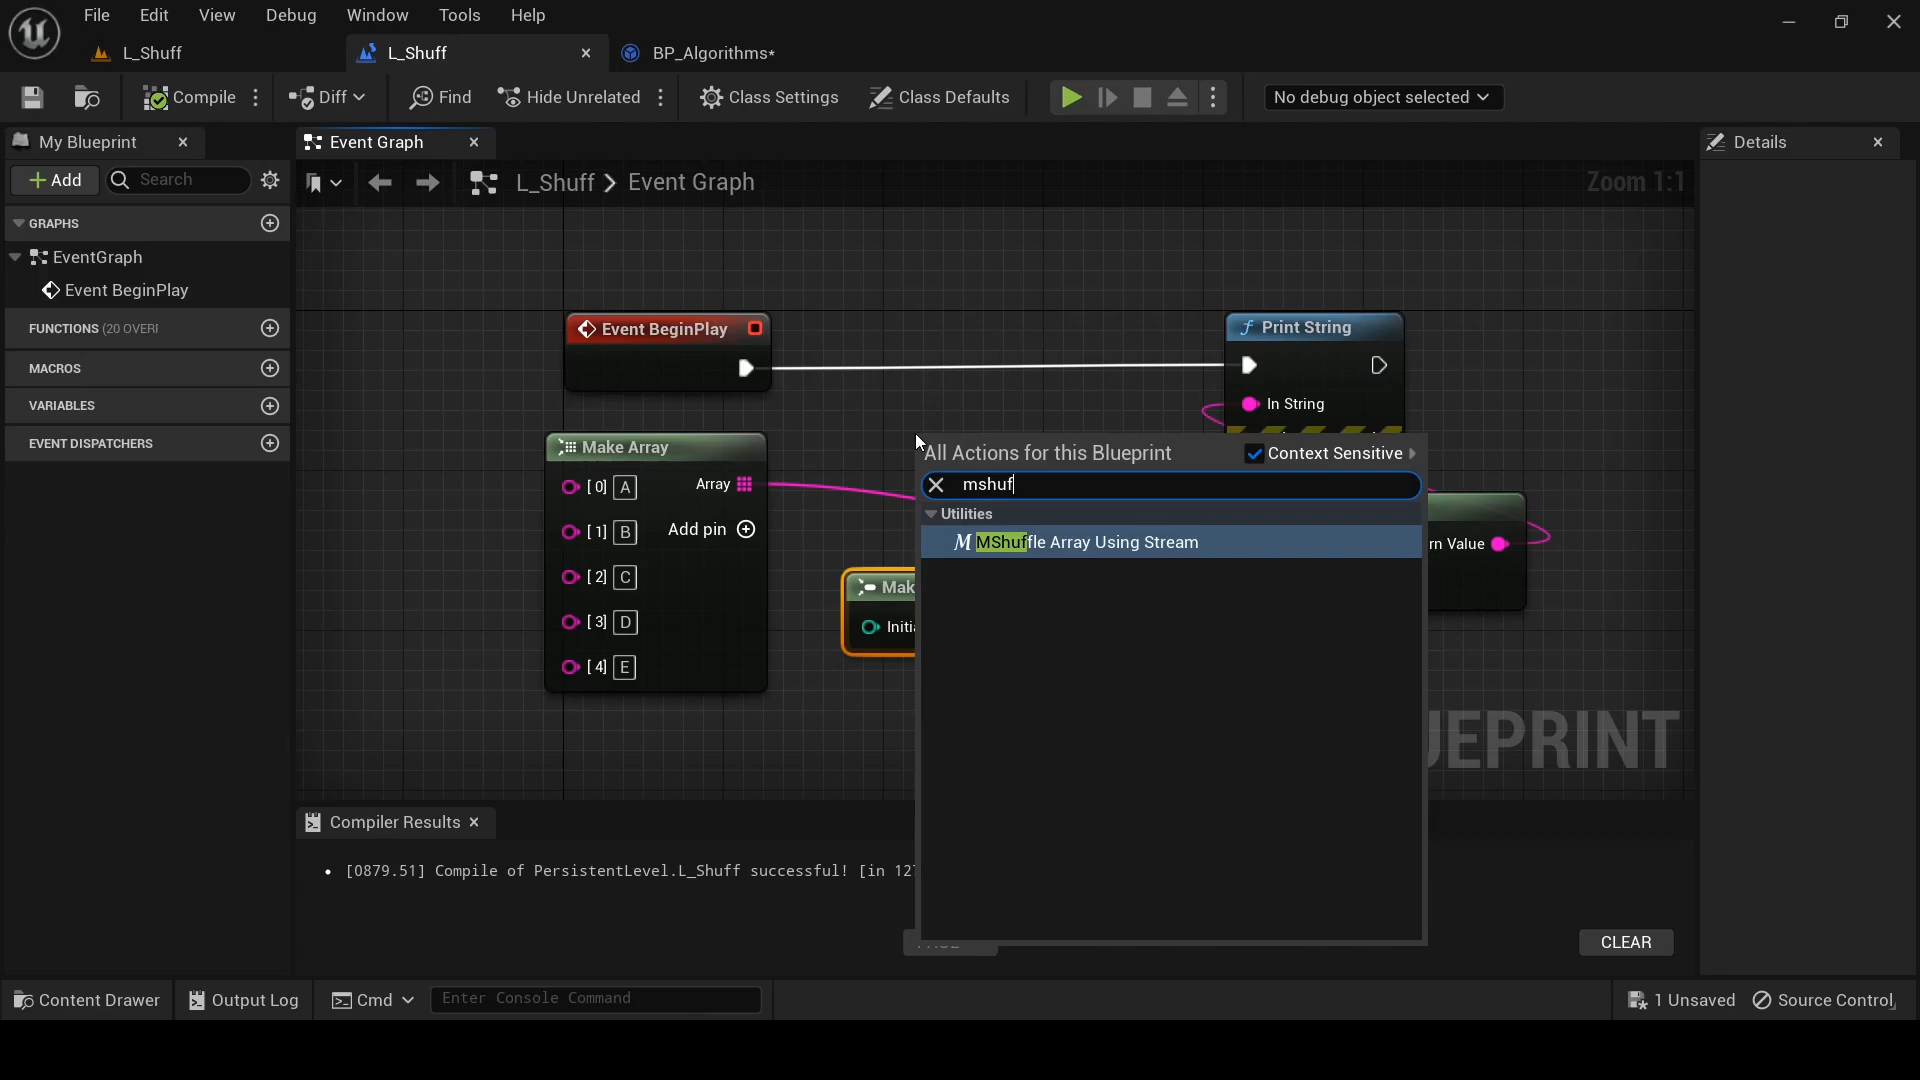 File Edit View Debug Window Tools Help
L_Shuff L_Shuff BP_Algorithms*
Compile Diff Find Hide Unrelated Class Settings Class Defaults No debug object selected
My Blueprint Event Graph Details
Add Search L_Shuff Event Graph Zoom 1:1
GRAPHS
EventGraph
Event BeginPlay
FUNCTIONS (20 OVERI
MACROS
VARIABLES
EVENT DISPATCHERS
Event BeginPlay
Print String
In String
Make Array
[0] A Array
[1] B Add pin
[2] C
[3] D
[4] E
Mak
Initia
rn Value
All Actions for this Blueprint Context Sensitive
mshuf
Utilities
M MShuffle Array Using Stream
UEPRINT
Compiler Results
[0879.51] Compile of PersistentLevel.L_Shuff successful! [in 12
CLEAR
Content Drawer Output Log Cmd Enter Console Command 1 Unsaved Source Control